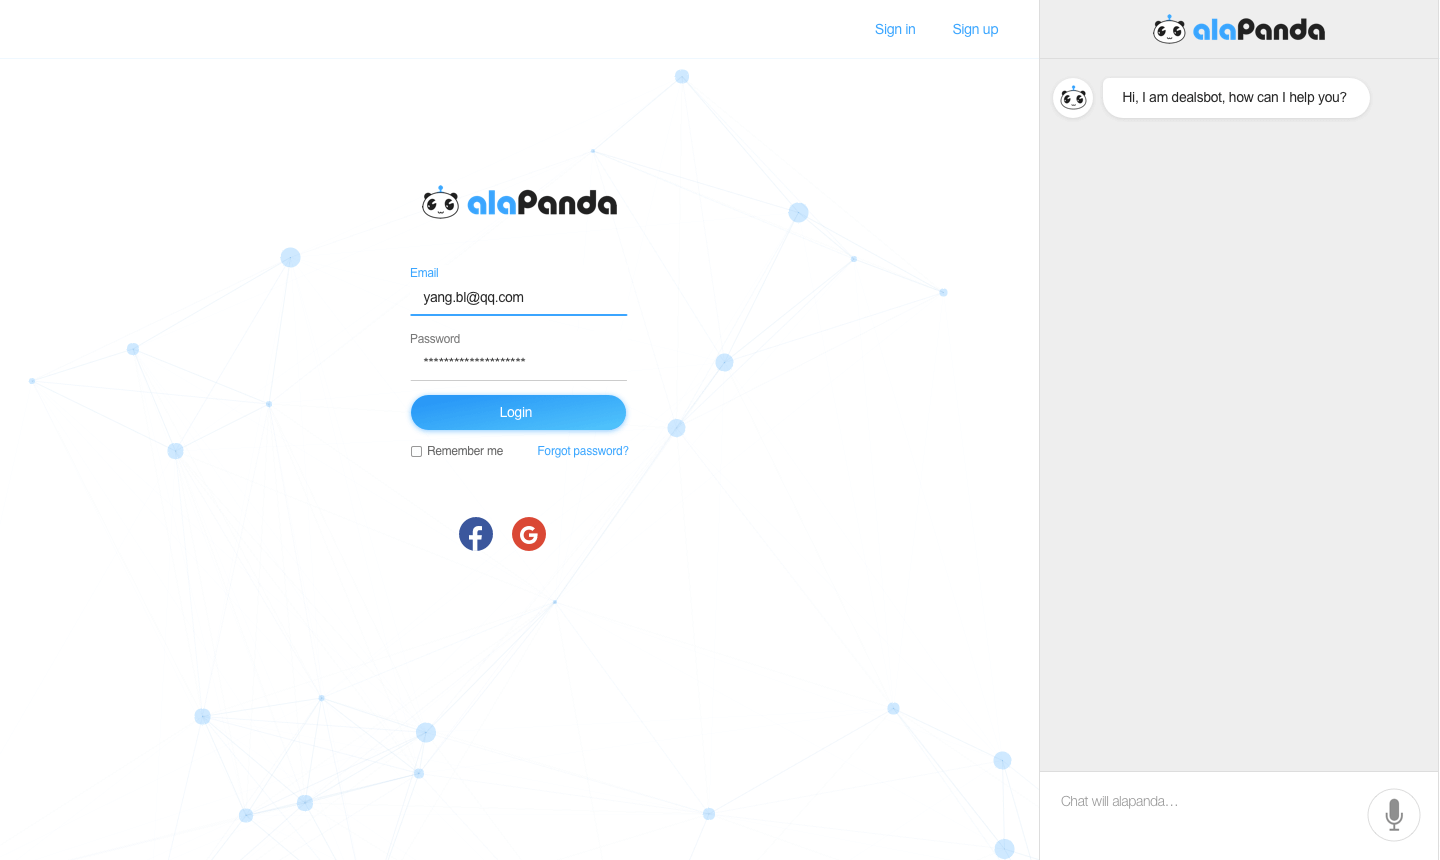 Sign in
Sign up
alaPanda
Email
yang.bl@qq.com
Password
********************
Login
Remember me
Forgot password?
alaPanda
Hi, I am dealsbot, how can I help you?
Chat will alapanda...